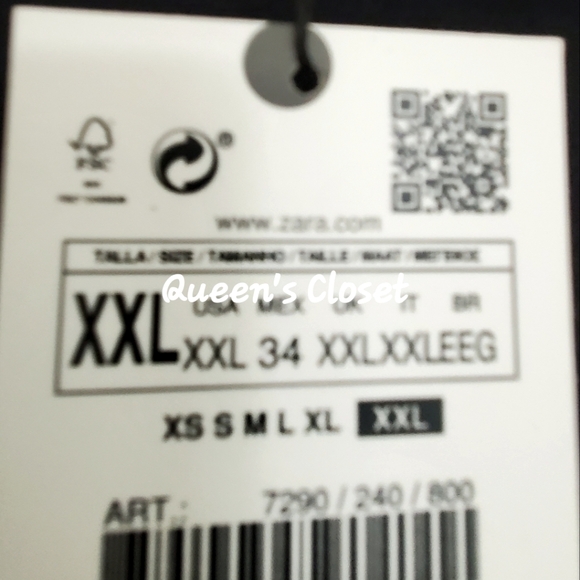 FSC
www.zara.com
TALLA / SIZE / TAMANHO / TAILLE / MAAT /
Queen's Closet
USA MEX UK IT BR
XXL XXL 34 XXL XXL EEG
XS S M L XL XXL
ART.: 7290 / 240 / 800